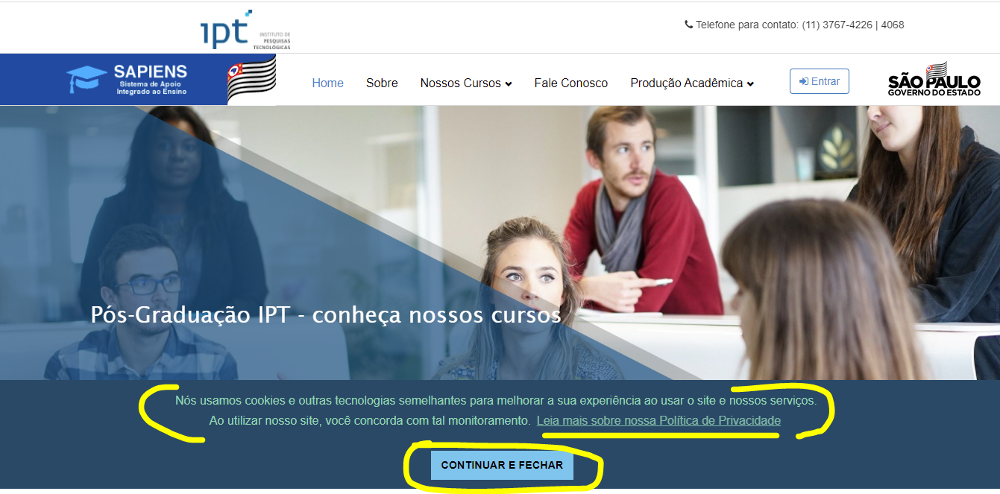 ipt
INSTITUTO DE
PESQUISAS
TECNOLÓGICAS
Telefone para contato: (11) 3767-4226 | 4068
SAPIENS
Sistema de Apoio
Integrado ao Ensino
Home Sobre Nossos Cursos Fale Conosco Produção Acadêmica Entrar
SÃO PAULO
GOVERNO DO ESTADO
Pós-Graduação IPT - conheça nossos cursos
Nós usamos cookies e outras tecnologias semelhantes para melhorar a sua experiência ao usar o site e nossos serviços.
Ao utilizar nosso site, você concorda com tal monitoramento. Leia mais sobre nossa Política de Privacidade
CONTINUAR E FECHAR